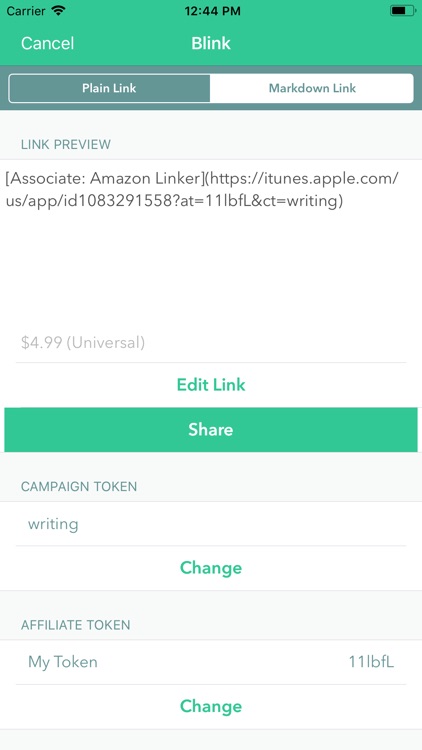 Carrier 12:44 PM
Cancel Blink
Plain Link Markdown Link
LINK PREVIEW
[Associate: Amazon Linker](https://itunes.apple.com/
us/app/id1083291558?at=11lbfL&ct=writing)
$4.99 (Universal)
Edit Link
Share
CAMPAIGN TOKEN
writing
Change
AFFILIATE TOKEN
My Token 11lbfL
Change